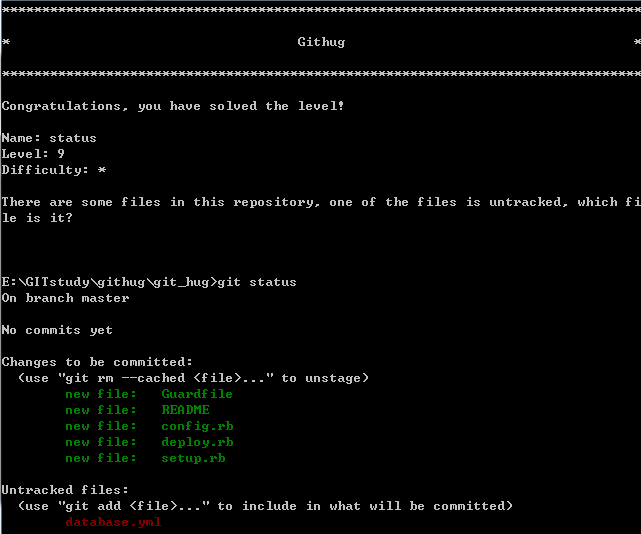 ********************************************************************************
* Githug *
********************************************************************************
Congratulations, you have solved the level!
Name: status
Level: 9
Difficulty: *
There are some files in this repository, one of the files is untracked, which fi
le is it?
E:\GITstudy\githug\git_hug>git status
On branch master
No commits yet
Changes to be committed:
(use "git rm --cached <file>..." to unstage)
new file: Guardfile
new file: README
new file: config.rb
new file: deploy.rb
new file: setup.rb
Untracked files:
(use "git add <file>..." to include in what will be committed)
database.yml